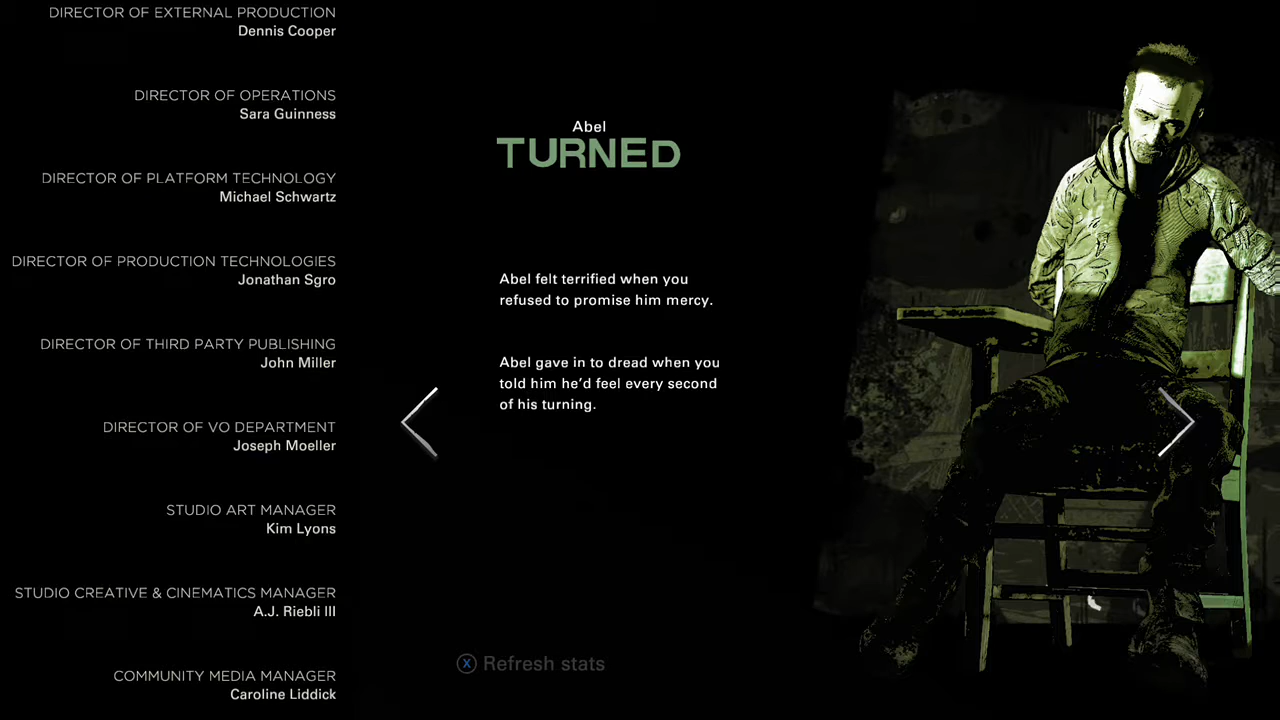 DIRECTOR OF EXTERNAL PRODUCTION
Dennis Cooper
DIRECTOR OF OPERATIONS
Sara Guinness
DIRECTOR OF PLATFORM TECHNOLOGY
Michael Schwartz
DIRECTOR OF PRODUCTION TECHNOLOGIES
Jonathan Sgro
DIRECTOR OF THIRD PARTY PUBLISHING
John Miller
DIRECTOR OF VO DEPARTMENT
Joseph Moeller
STUDIO ART MANAGER
Kim Lyons
STUDIO CREATIVE & CINEMATICS MANAGER
A.J. Riebli III
COMMUNITY MEDIA MANAGER
Caroline Liddick
Abel
TURNED
Abel felt terrified when you
refused to promise him mercy.
Abel gave in to dread when you
told him he’d feel every second
of his turning.
X Refresh stats